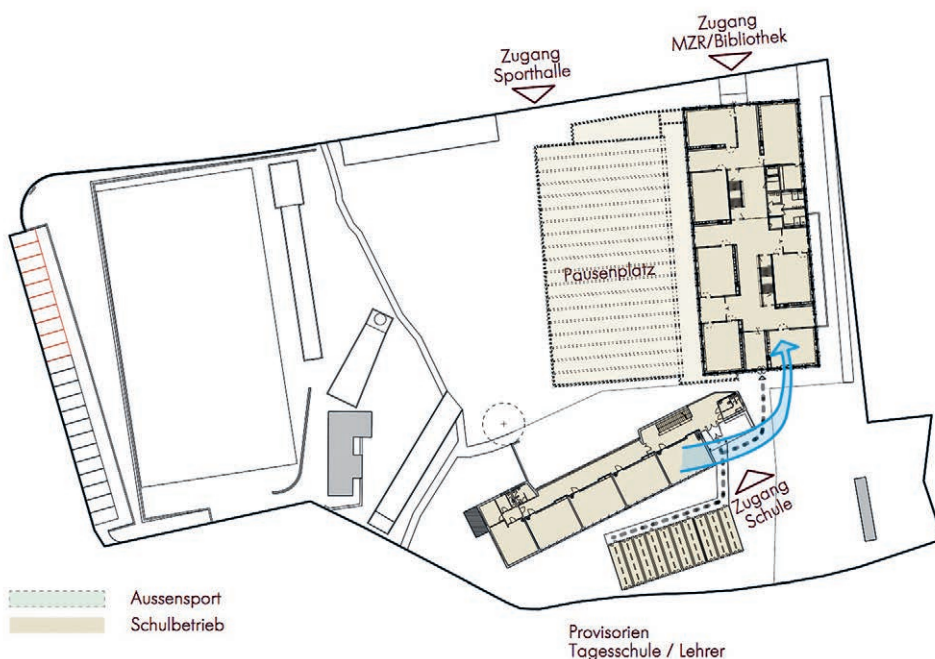 Zugang
Sporthalle
Zugang
MZR/Bibliothek
Pausenplatz
Zugang
Schule
Aussensport
Schulbetrieb
Provisorien
Tagesschule / Lehrer